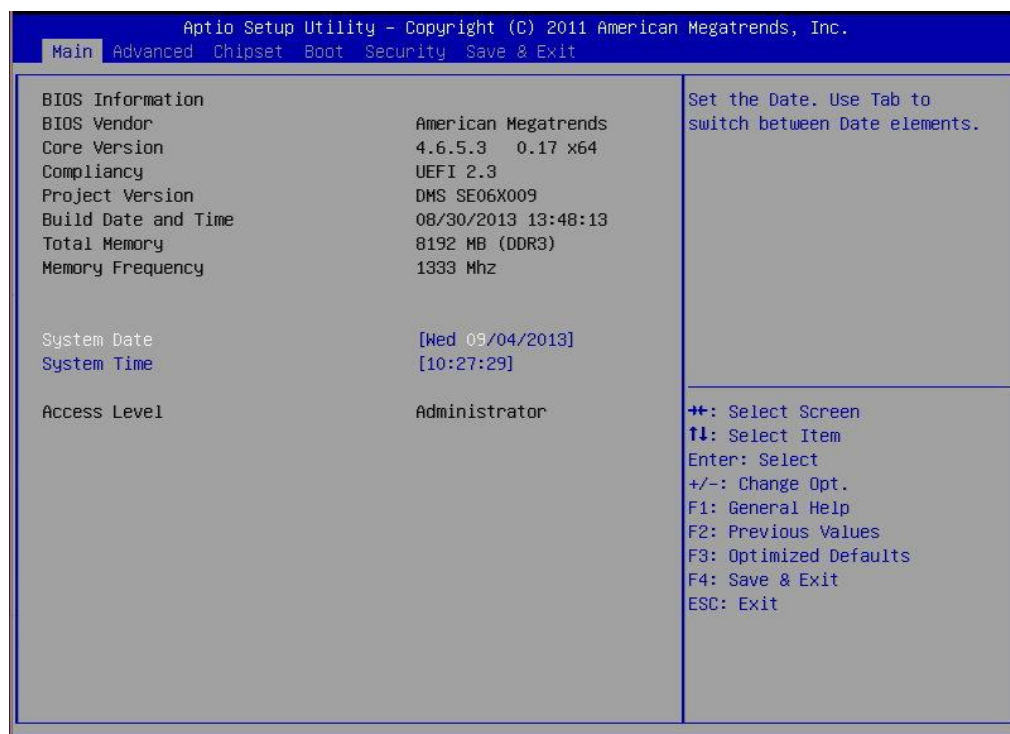 Aptio Setup Utility – Copyright (C) 2011 American Megatrends, Inc.
Main Advanced Chipset Boot Security Save & Exit
BIOS Information
BIOS Vendor American Megatrends
Core Version 4.6.5.3 0.17 x64
Compliancy UEFI 2.3
Project Version DMS SE06X009
Build Date and Time 08/30/2013 13:48:13
Total Memory 8192 MB (DDR3)
Memory Frequency 1333 Mhz
System Date [Wed 09/04/2013]
System Time [10:27:29]
Access Level Administrator
Set the Date. Use Tab to
switch between Date elements.
→←: Select Screen
↑↓: Select Item
Enter: Select
+/-: Change Opt.
F1: General Help
F2: Previous Values
F3: Optimized Defaults
F4: Save & Exit
ESC: Exit